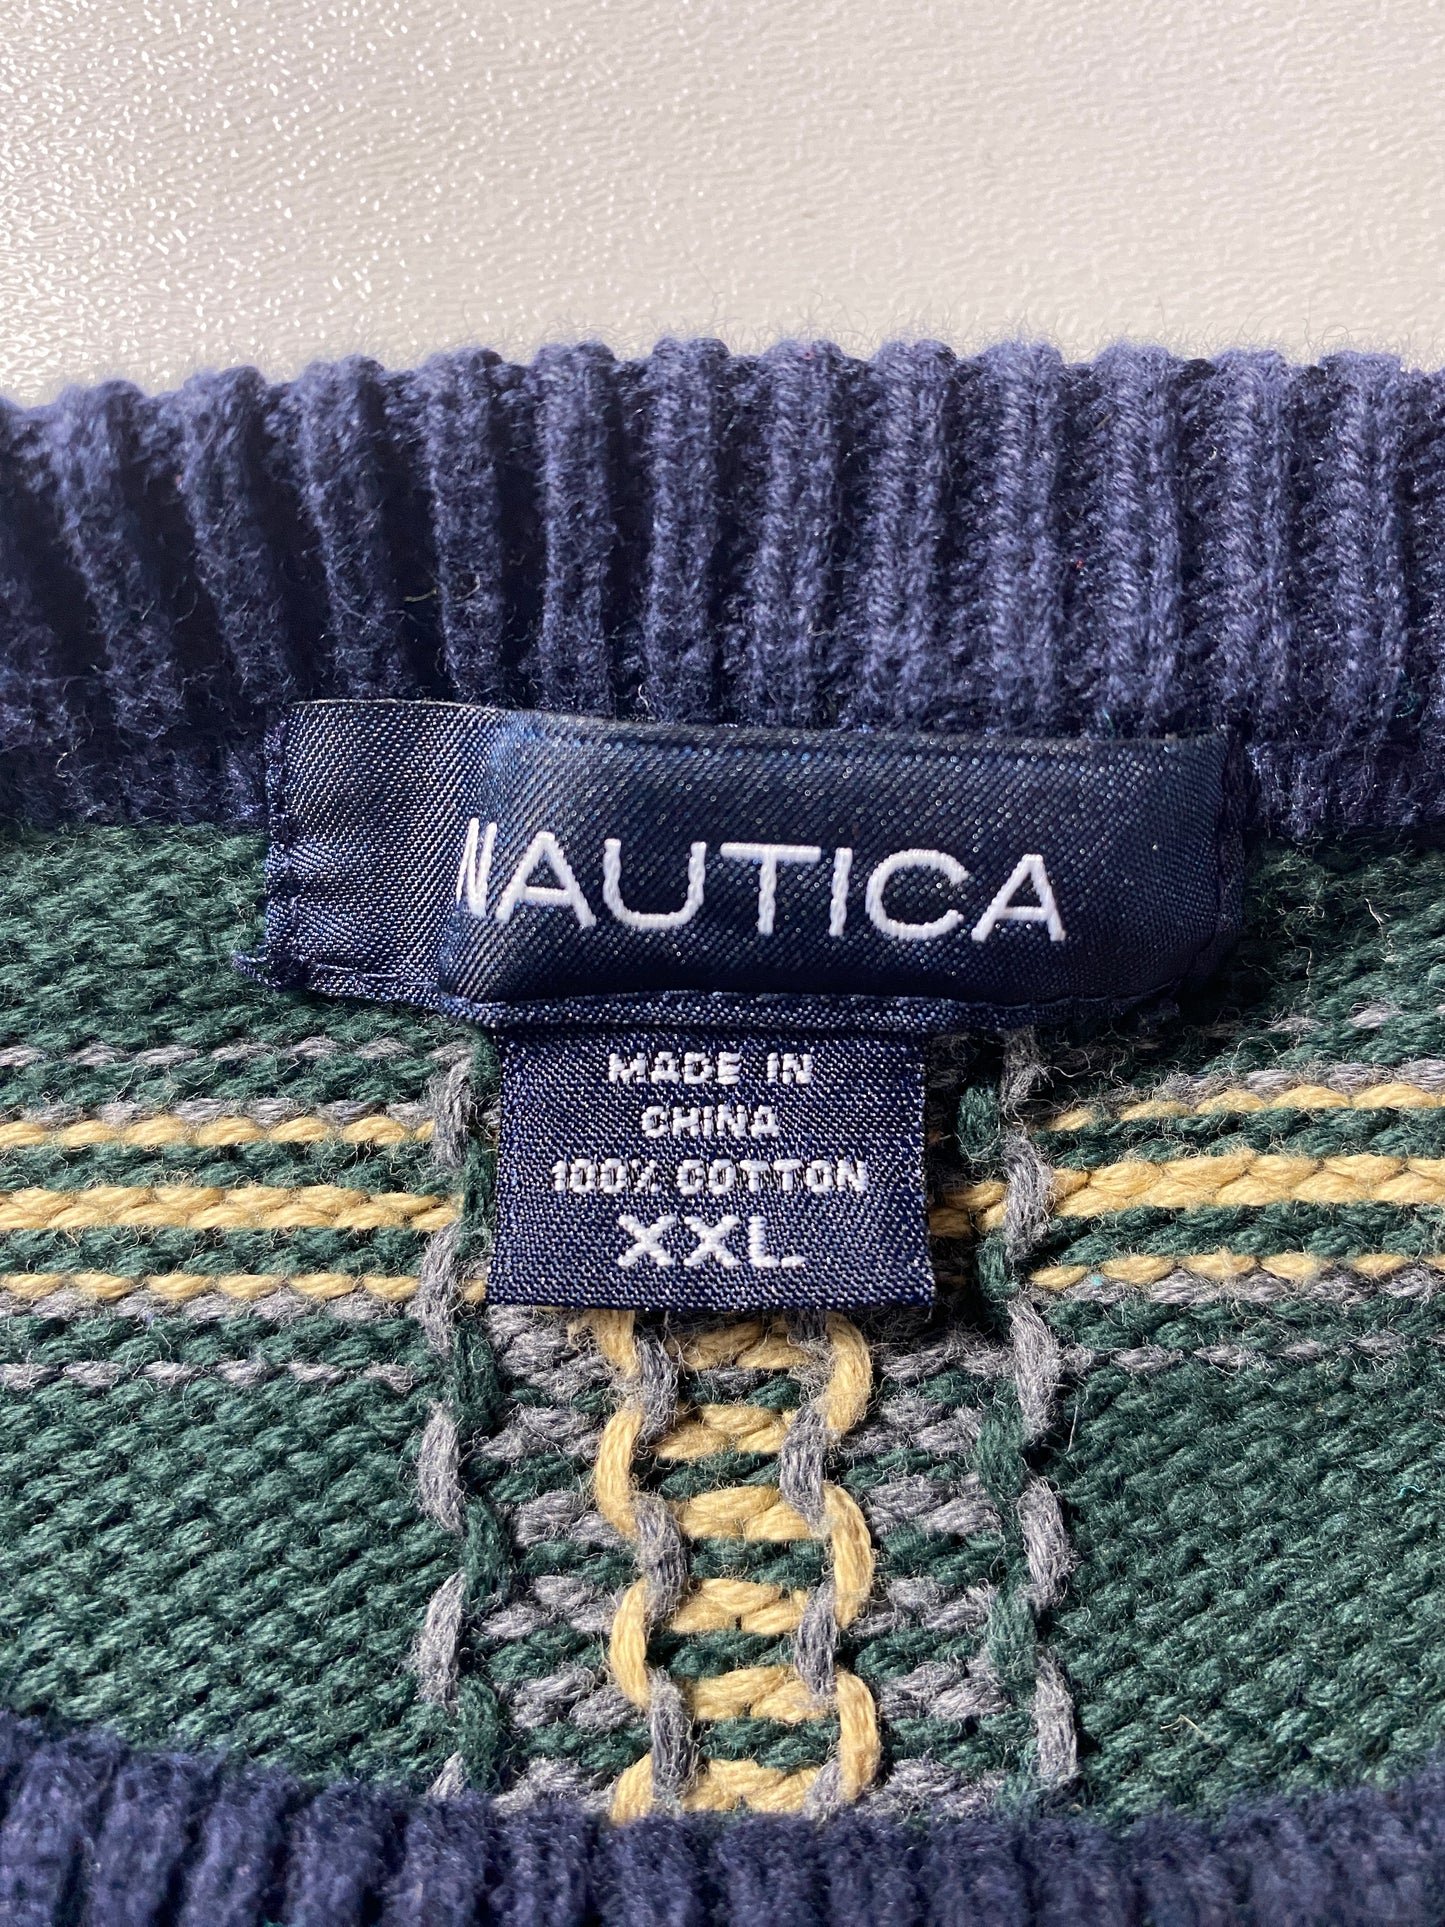 NAUTICA
MADE IN
CHINA
100% COTTON
XXL